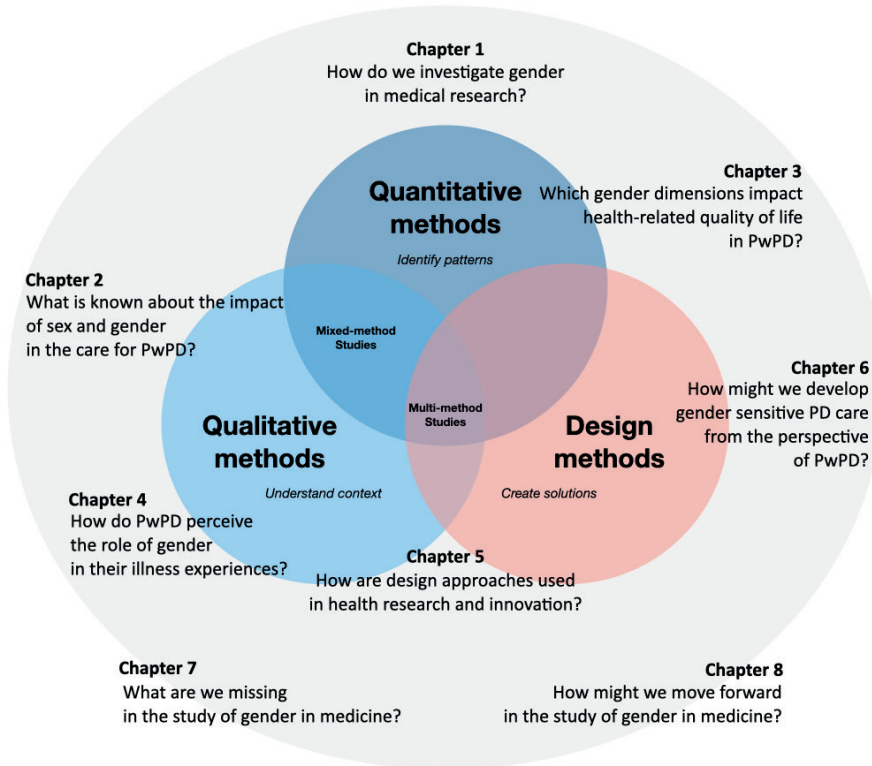 Chapter 1
How do we investigate gender
in medical research?
Chapter 3
Which gender dimensions impact
health-related quality of life
in PwPD?
Quantitative
methods
Identify patterns
Chapter 2
What is known about the impact
of sex and gender
in the care for PwPD?
Mixed-method
Studies
Chapter 6
How might we develop
gender sensitive PD care
from the perspective
of PwPD?
Multi-method
Studies
Qualitative
methods
Understand context
Design
methods
Create solutions
Chapter 4
How do PwPD perceive
the role of gender
in their illness experiences?
Chapter 5
How are design approaches used
in health research and innovation?
Chapter 7
What are we missing
in the study of gender in medicine?
Chapter 8
How might we move forward
in the study of gender in medicine?